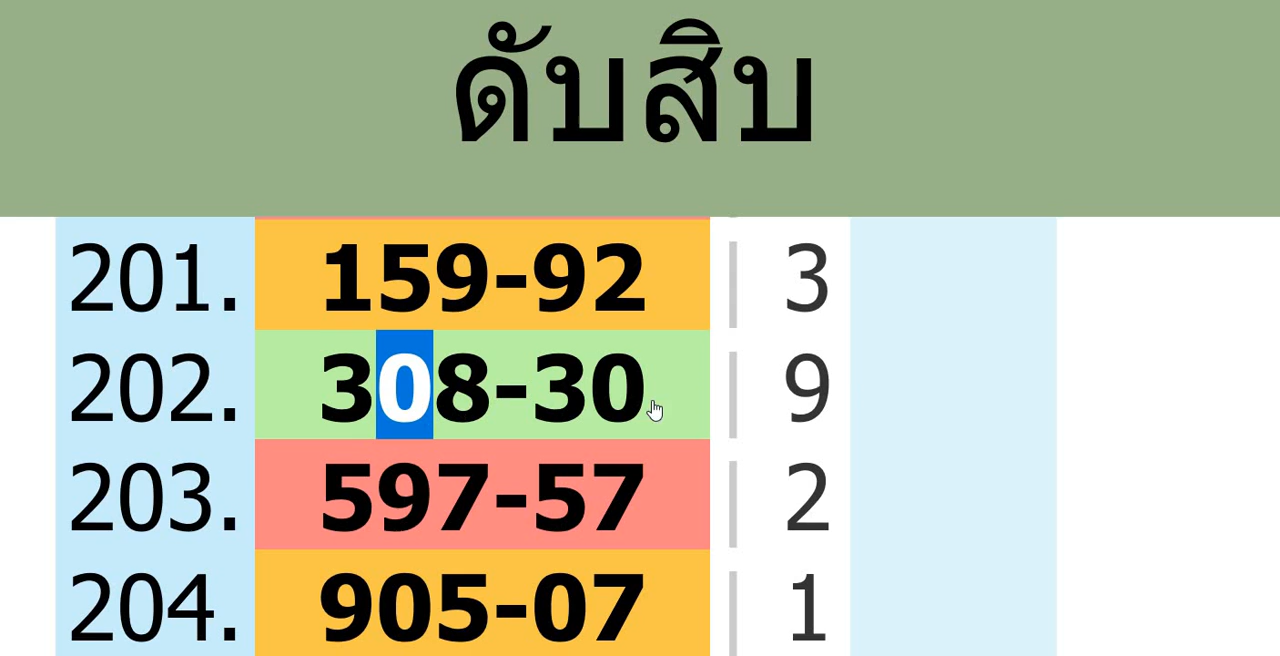 ดับสิบ
201. 159-92 | 3
202. 308-30 | 9
203. 597-57 | 2
204. 905-07 | 1